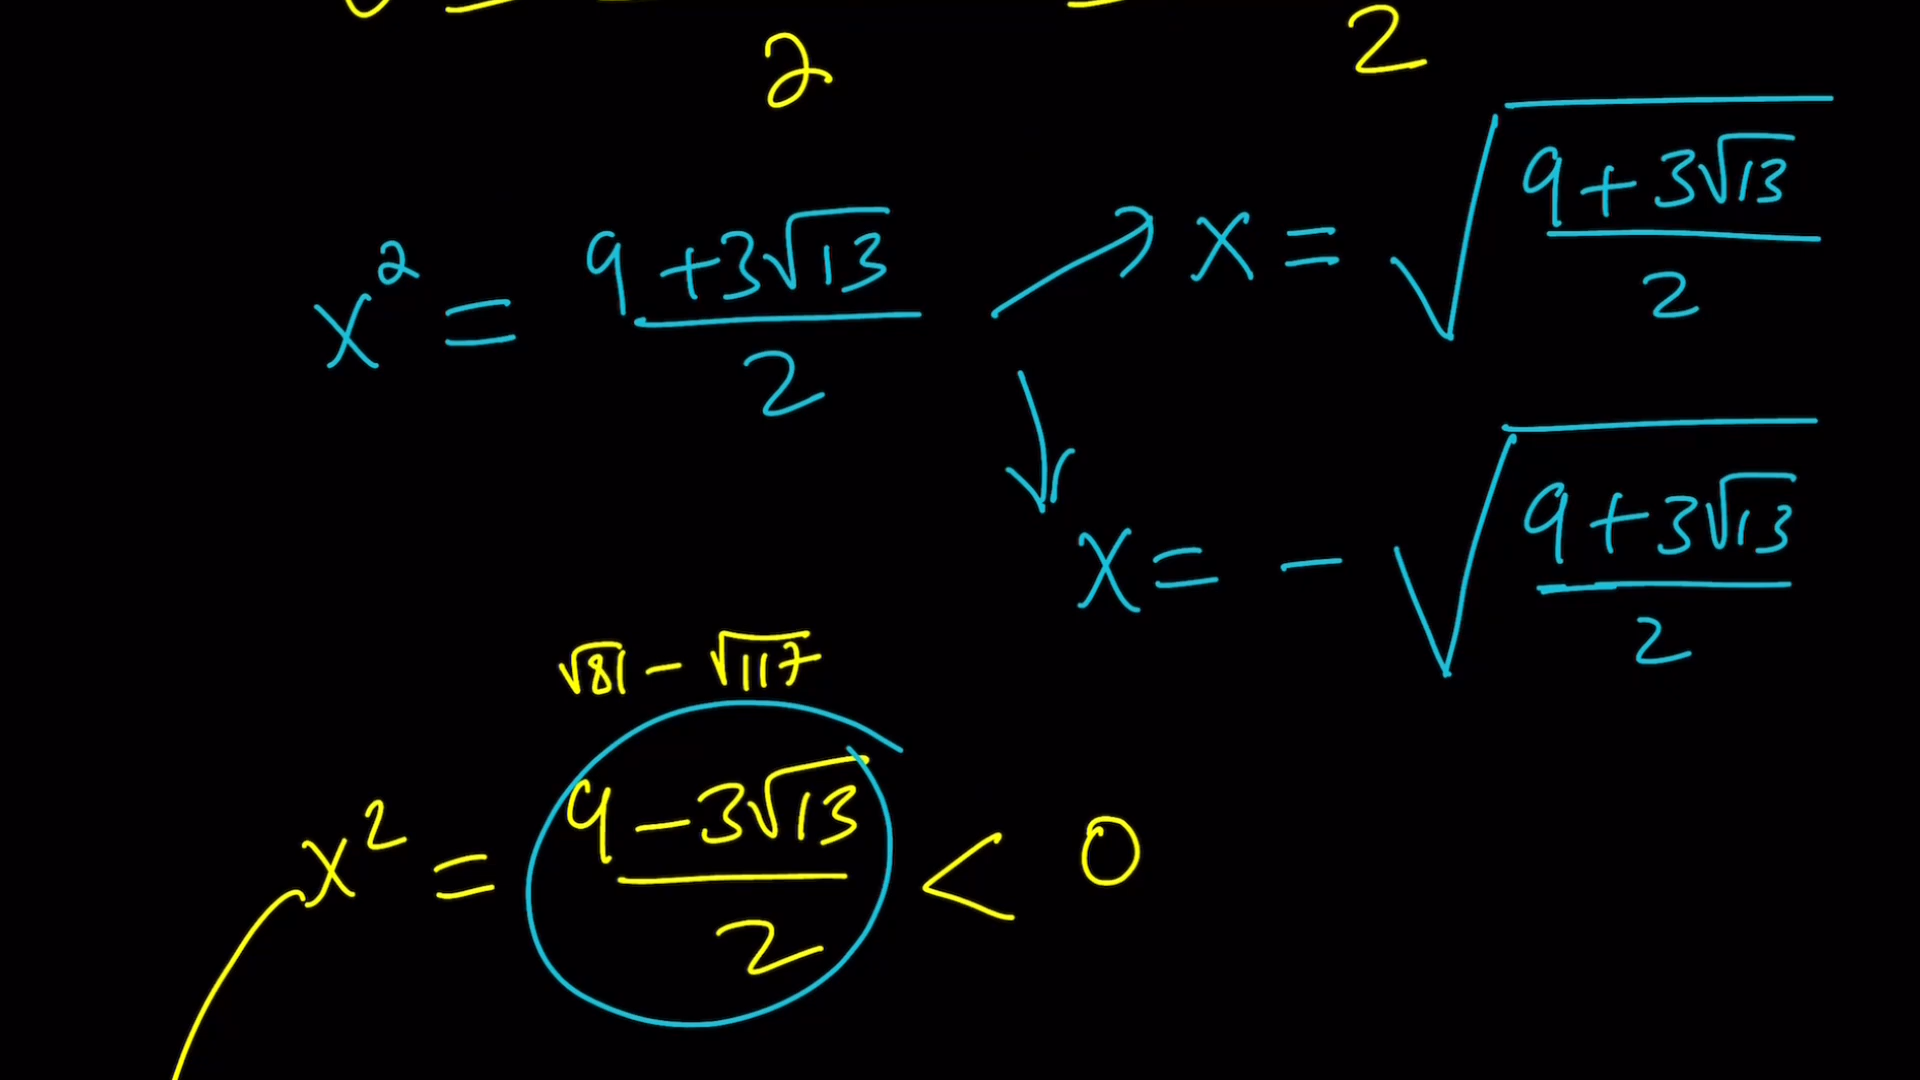 2 2
x² = (9 + 3√13)/2 → x = √((9 + 3√13)/2)
x = - √((9 + 3√13)/2)
√81 - √117
x² = (9 - 3√13)/2 < 0